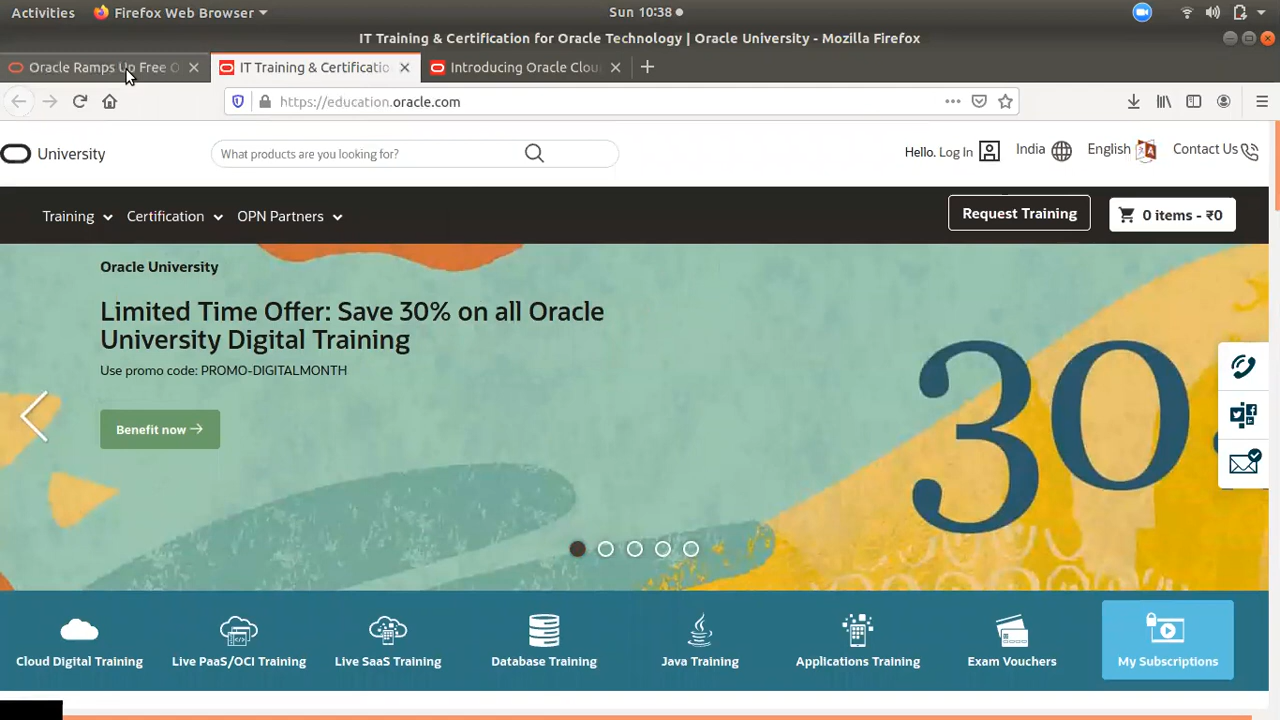 Activities Firefox Web Browser Sun 10:38
IT Training & Certification for Oracle Technology | Oracle University - Mozilla Firefox
Oracle Ramps Up Free O IT Training & Certificatio Introducing Oracle Clou
https://education.oracle.com
University What products are you looking for? Hello. Log In India English Contact Us
Training Certification OPN Partners Request Training 0 items - ₹0
Oracle University
Limited Time Offer: Save 30% on all Oracle
University Digital Training
Use promo code: PROMO-DIGITALMONTH
Benefit now
30
Cloud Digital Training Live PaaS/OCI Training Live SaaS Training Database Training Java Training Applications Training Exam Vouchers My Subscriptions